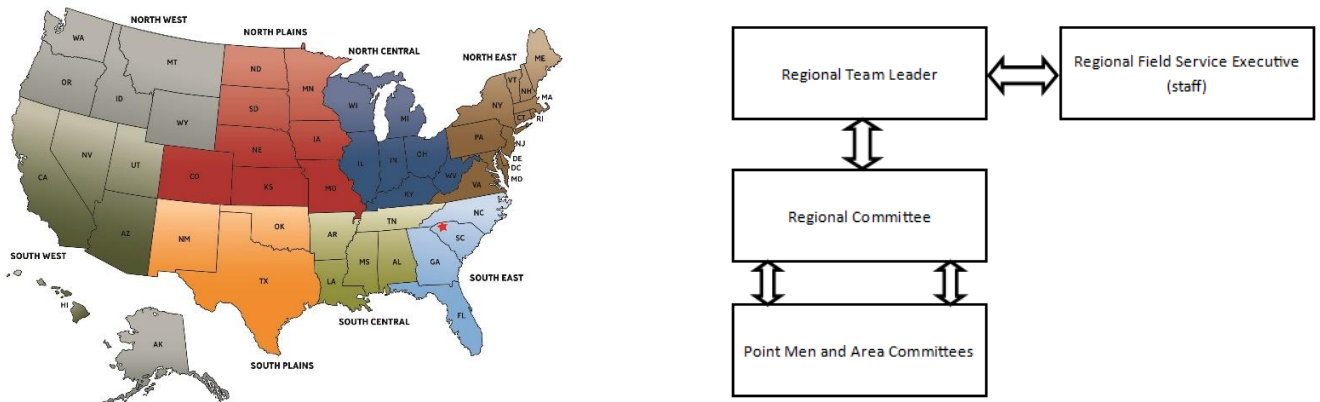 NORTH WEST
NORTH PLAINS
NORTH CENTRAL
NORTH EAST
WA
MT
ND
MN
ME
VT
NH
OR
ID
SD
WI
MI
NY
MA
CT
RI
WY
IA
PA
NJ
NV
UT
NE
IL
IN
OH
DE
DC
MD
CA
CO
KS
MO
WV
VA
KY
AZ
NM
OK
AR
TN
NC
SC
SOUTH WEST
TX
LA
MS
AL
GA
SOUTH EAST
HI
FL
SOUTH CENTRAL
AK
SOUTH PLAINS
Regional Team Leader
Regional Field Service Executive
(staff)
Regional Committee
Point Men and Area Committees